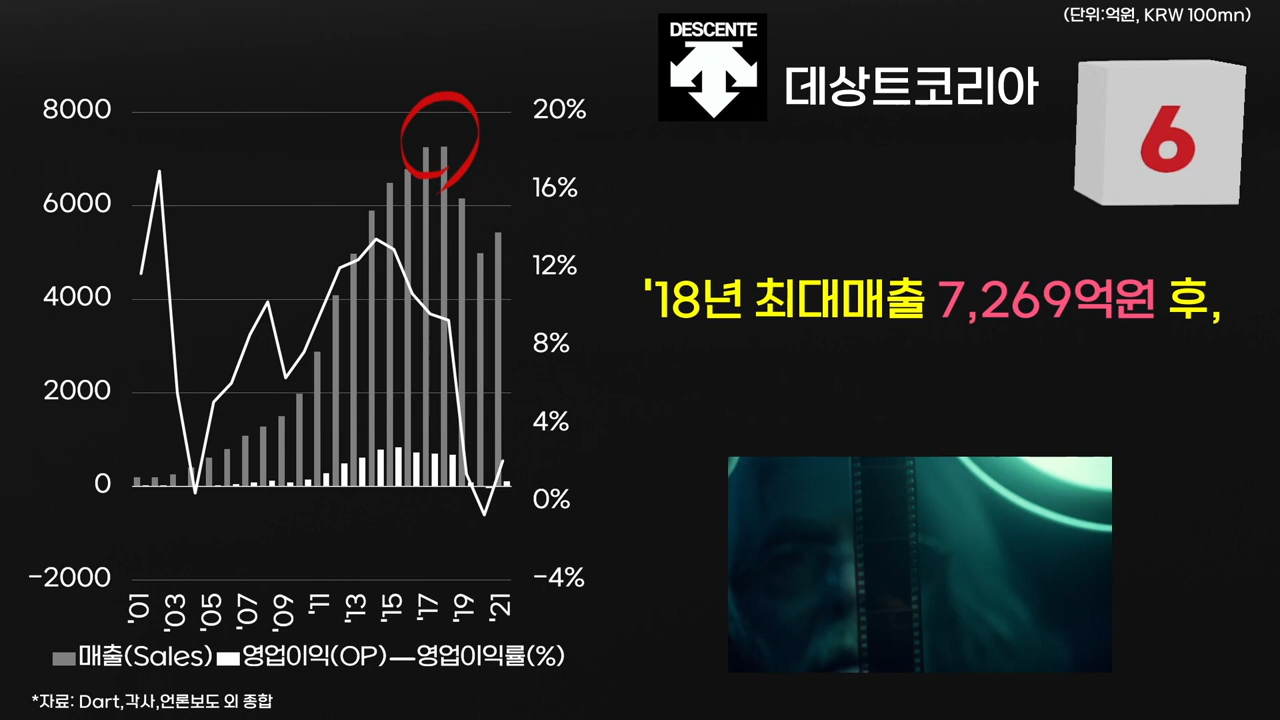 (단위:억원, KRW 100mn)
DESCENTE
데상트코리아
6
'18년 최대매출 7,269억원 후,
8000
6000
4000
2000
0
-2000
20%
16%
12%
8%
4%
0%
-4%
'01 '03 '05 '07 '09 '11 '13 '15 '17 '19 '21
매출(Sales) 영업이익(OP) 영업이익률(%)
*자료: Dart,각사,언론보도 외 종합